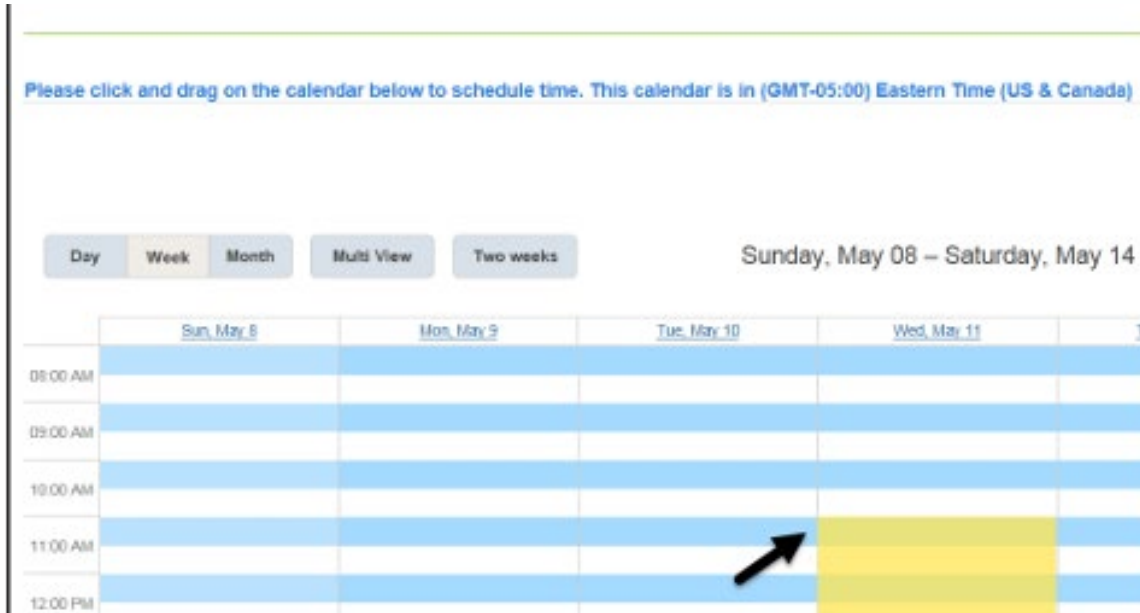 Please click and drag on the calendar below to schedule time. This calendar is in (GMT-05:00) Eastern Time (US & Canada)
Day Week Month Multi View Two weeks Sunday, May 08 – Saturday, May 14
Sun, May 8 Mon, May 9 Tue, May 10 Wed, May 11
08:00 AM
09:00 AM
10:00 AM
11:00 AM
12:00 PM